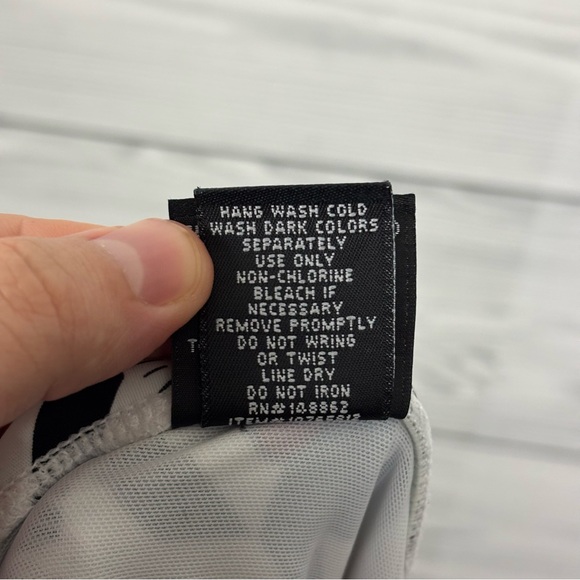 HANG WASH COLD
WASH DARK COLORS
SEPARATELY
USE ONLY
NON-CHLORINE
BLEACH IF
NECESSARY
REMOVE PROMPTLY
DO NOT WRING
OR TWIST
LINE DRY
DO NOT IRON
RN# 148862